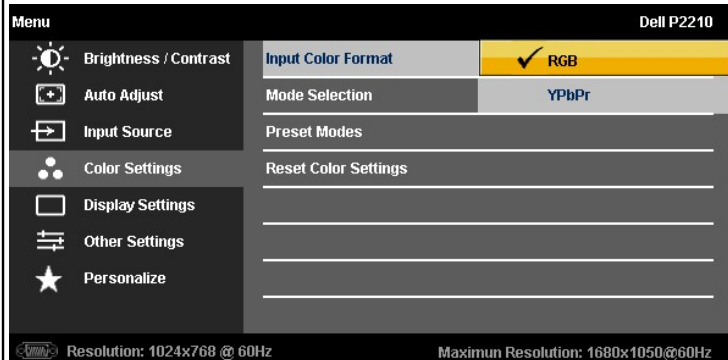 Menu Dell P2210
Brightness / Contrast Input Color Format RGB
Auto Adjust Mode Selection YPbPr
Input Source Preset Modes
Color Settings Reset Color Settings
Display Settings
Other Settings
Personalize
Resolution: 1024x768 @ 60Hz Maximun Resolution: 1680x1050@60Hz